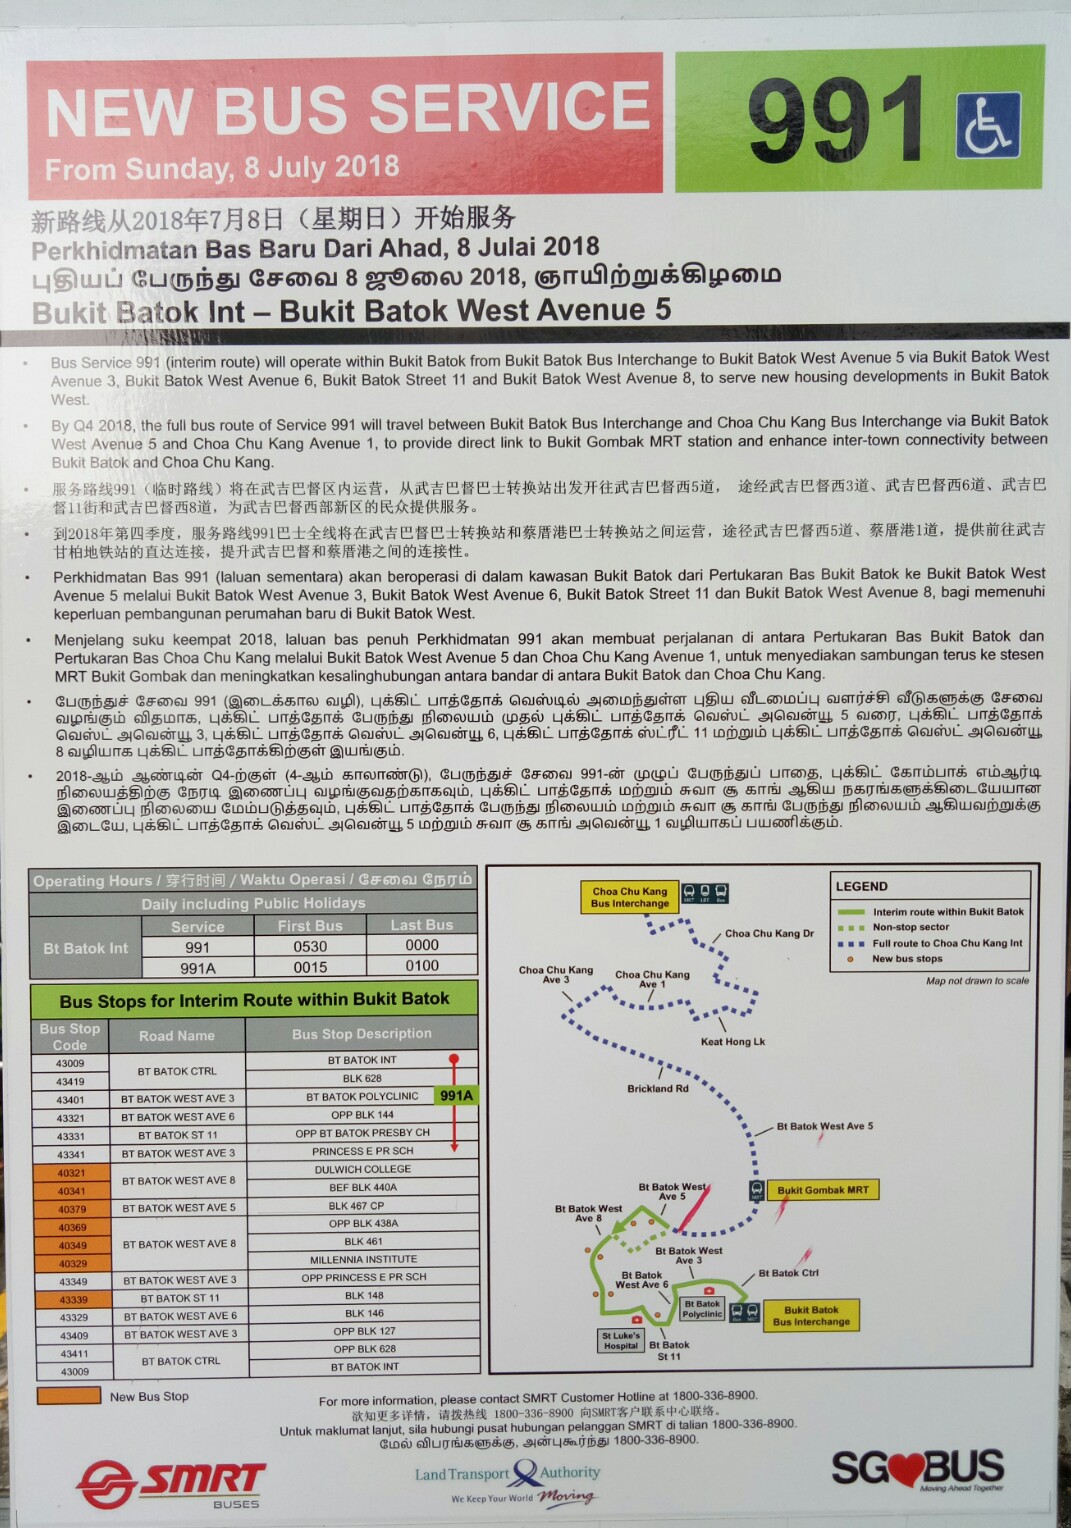 NEW BUS SERVICE
From Sunday, 8 July 2018
991
新路线从2018年7月8日（星期日）开始服务
Perkhidmatan Bas Baru Dari Ahad, 8 Julai 2018
புதியப் பேருந்து சேவை 8 ஜூலை 2018, ஞாயிற்றுக்கிழமை
Bukit Batok Int – Bukit Batok West Avenue 5
• Bus Service 991 (interim route) will operate within Bukit Batok from Bukit Batok Bus Interchange to Bukit Batok West Avenue 5 via Bukit Batok West
Avenue 3, Bukit Batok West Avenue 6, Bukit Batok Street 11 and Bukit Batok West Avenue 8, to serve new housing developments in Bukit Batok
West.
• By Q4 2018, the full bus route of Service 991 will travel between Bukit Batok Bus Interchange and Choa Chu Kang Bus Interchange via Bukit Batok
West Avenue 5 and Choa Chu Kang Avenue 1, to provide direct link to Bukit Gombak MRT station and enhance inter-town connectivity between
Bukit Batok and Choa Chu Kang.
• 服务路线991（临时路线）将在武吉巴督区内运营，从武吉巴督巴士转换站出发开往武吉巴督西5道， 途经武吉巴督西3道、武吉巴督西6道、武吉巴
督11街和武吉巴督西8道，为武吉巴督西部新区的民众提供服务。
• 到2018年第四季度，服务路线991巴士全线将在武吉巴督巴士转换站和蔡厝港巴士转换站之间运营，途径武吉巴督西5道、蔡厝港1道，提供前往武吉
甘柏地铁站的直达连接，提升武吉巴督和蔡厝港之间的连接性。
• Perkhidmatan Bas 991 (laluan sementara) akan beroperasi di dalam kawasan Bukit Batok dari Pertukaran Bas Bukit Batok ke Bukit Batok West
Avenue 5 melalui Bukit Batok West Avenue 3, Bukit Batok West Avenue 6, Bukit Batok Street 11 dan Bukit Batok West Avenue 8, bagi memenuhi
keperluan pembangunan perumahan baru di Bukit Batok West.
• Menjelang suku keempat 2018, laluan bas penuh Perkhidmatan 991 akan membuat perjalanan di antara Pertukaran Bas Bukit Batok dan
Pertukaran Bas Choa Chu Kang melalui Bukit Batok West Avenue 5 dan Choa Chu Kang Avenue 1, untuk menyediakan sambungan terus ke stesen
MRT Bukit Gombak dan meningkatkan kesalinghubungan antara bandar di antara Bukit Batok dan Choa Chu Kang.
• பேருந்துச் சேவை 991 (இடைக்கால வழி), புக்கிட் பாத்தோக் வெஸ்டில் அமைந்துள்ள புதிய வீடமைப்பு வளர்ச்சி வீடுகளுக்கு சேவை
வழங்கும் விதமாக, புக்கிட் பாத்தோக் பேருந்து நிலையம் முதல் புக்கிட் பாத்தோக் வெஸ்ட் அவென்யூ 5 வரை, புக்கிட் பாத்தோக்
வெஸ்ட் அவென்யூ 3, புக்கிட் பாத்தோக் வெஸ்ட் அவென்யூ 6, புக்கிட் பாத்தோக் ஸ்ட்ரீட் 11 மற்றும் புக்கிட் பாத்தோக் வெஸ்ட் அவென்யூ
8 வழியாக புக்கிட் பாத்தோக்கிற்குள் இயங்கும்.
• 2018-ஆம் ஆண்டின் Q4-ற்குள் (4-ஆம் காலாண்டு), பேருந்துச் சேவை 991-ன் முழுப் பேருந்துப் பாதை, புக்கிட் கோம்பாக் எம்ஆர்டி
நிலையத்திற்கு நேரடி இணைப்பு வழங்குவதற்காகவும், புக்கிட் பாத்தோக் மற்றும் சுவா சூ காங் ஆகிய நகரங்களுக்கிடையேயான
இணைப்பு நிலையை மேம்படுத்தவும், புக்கிட் பாத்தோக் பேருந்து நிலையம் மற்றும் சுவா சூ காங் பேருந்து நிலையம் ஆகியவற்றுக்கு
இடையே, புக்கிட் பாத்தோக் வெஸ்ட் அவென்யூ 5 மற்றும் சுவா சூ காங் அவென்யூ 1 வழியாகப் பயணிக்கும்.
Operating Hours / 穿行时间 / Waktu Operasi / சேவை நேரம்
Daily including Public Holidays
Bt Batok Int
Service First Bus Last Bus
991 0530 0000
991A 0015 0100
Bus Stops for Interim Route within Bukit Batok
Bus Stop Code Road Name Bus Stop Description
43009 BT BATOK CTRL BT BATOK INT
43419 BLK 628
43401 BT BATOK WEST AVE 3 BT BATOK POLYCLINIC
991A
43321 BT BATOK WEST AVE 6 OPP BLK 144
43331 BT BATOK ST 11 OPP BT BATOK PRESBY CH
43341 BT BATOK WEST AVE 3 PRINCESS E PR SCH
40321 BT BATOK WEST AVE 8 DULWICH COLLEGE
40341 BEF BLK 440A
40379 BT BATOK WEST AVE 5 BLK 467 CP
40369 BT BATOK WEST AVE 8 OPP BLK 438A
40349 BLK 461
40329 MILLENNIA INSTITUTE
43349 BT BATOK WEST AVE 3 OPP PRINCESS E PR SCH
43339 BT BATOK ST 11 BLK 148
43329 BT BATOK WEST AVE 6 BLK 146
43409 BT BATOK WEST AVE 3 OPP BLK 127
43411 BT BATOK CTRL OPP BLK 628
43009 BT BATOK INT
New Bus Stop
Choa Chu Kang
Bus Interchange
MRT LRT Bus
LEGEND
Interim route within Bukit Batok
Non-stop sector
Full route to Choa Chu Kang Int
New bus stops
Map not drawn to scale
Choa Chu Kang Dr
Choa Chu Kang
Ave 3
Choa Chu Kang
Ave 1
Keat Hong Lk
Brickland Rd
Bt Batok West Ave 5
Bukit Gombak MRT
Bt Batok West
Ave 5
Bt Batok West
Ave 8
Bt Batok West
Ave 3
Bt Batok Ctrl
Bt Batok
West Ave 6
Bt Batok
Polyclinic
Bus MRT
Bukit Batok
Bus Interchange
St Luke's
Hospital
Bt Batok
St 11
For more information, please contact SMRT Customer Hotline at 1800-336-8900.
欲知更多详情，请拨热线 1800-336-8900 向SMRT客户联系中心联络。
Untuk maklumat lanjut, sila hubungi pusat hubungan pelanggan SMRT di talian 1800-336-8900.
மேல் விபரங்களுக்கு, அன்புகூர்ந்து 1800-336-8900.
SMRT
BUSES
Land Transport Authority
We Keep Your World Moving
SG BUS
Moving Ahead Together